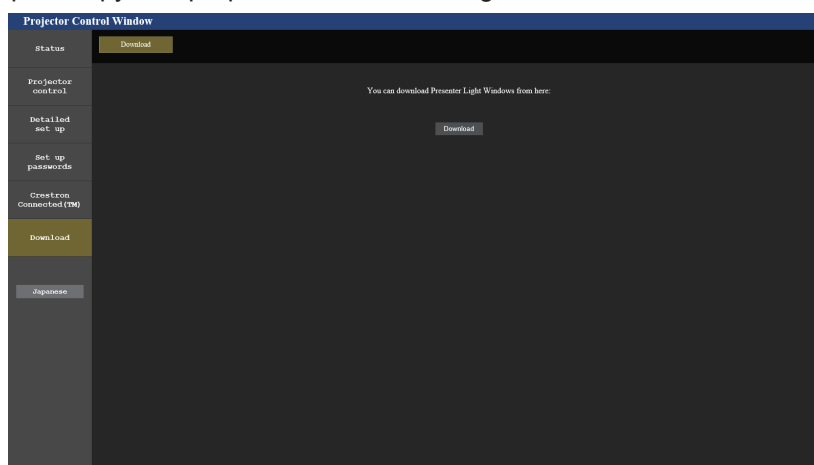 Projector Control Window
Status
Download
Projector
control
You can download Presenter Light Windows from here:
Detailed
set up
Download
Set up
passwords
Crestron
Connected(TM)
Download
Japanese